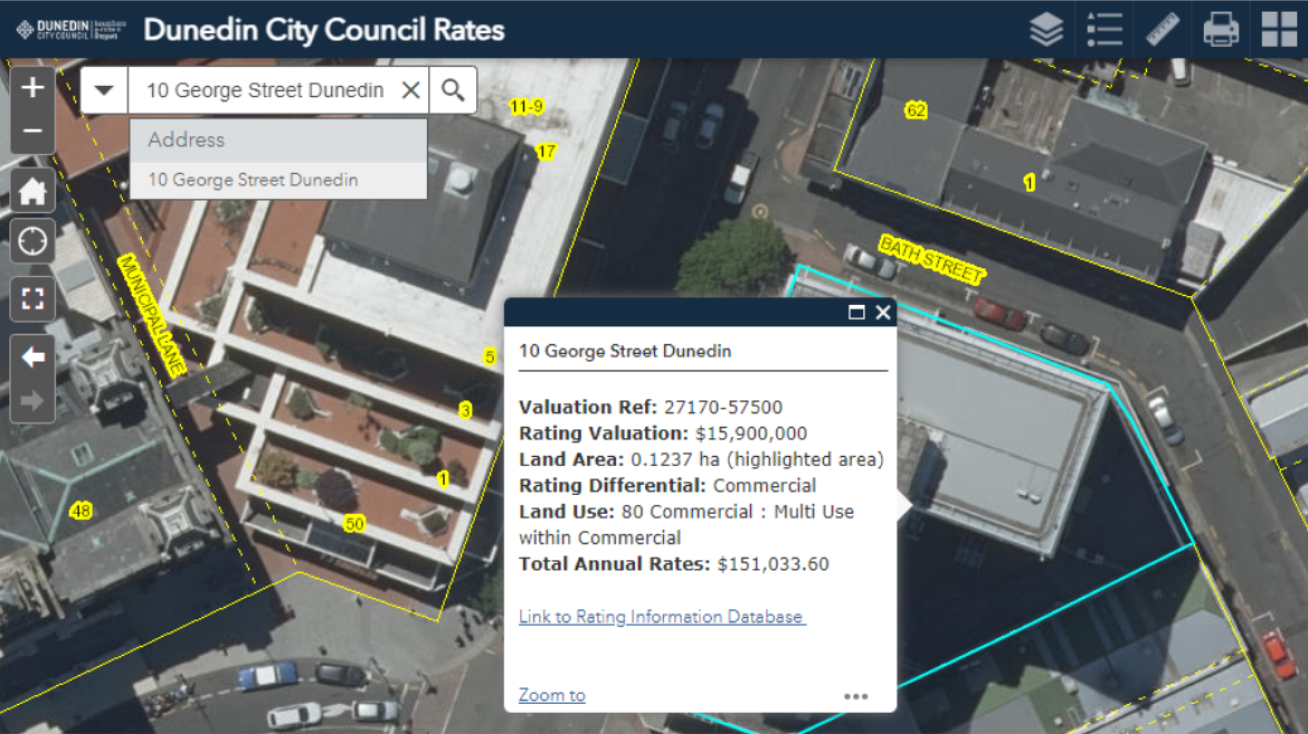 DUNEDIN
CITY COUNCIL
Dunedin City Council Rates
10 George Street Dunedin
Address
10 George Street Dunedin
11-9
17
62
1
BATH STREET
MUNICIPAL LANE
5
3
1
50
48
10 George Street Dunedin
Valuation Ref: 27170-57500
Rating Valuation: $15,900,000
Land Area: 0.1237 ha (highlighted area)
Rating Differential: Commercial
Land Use: 80 Commercial : Multi Use
within Commercial
Total Annual Rates: $151,033.60
Link to Rating Information Database
Zoom to